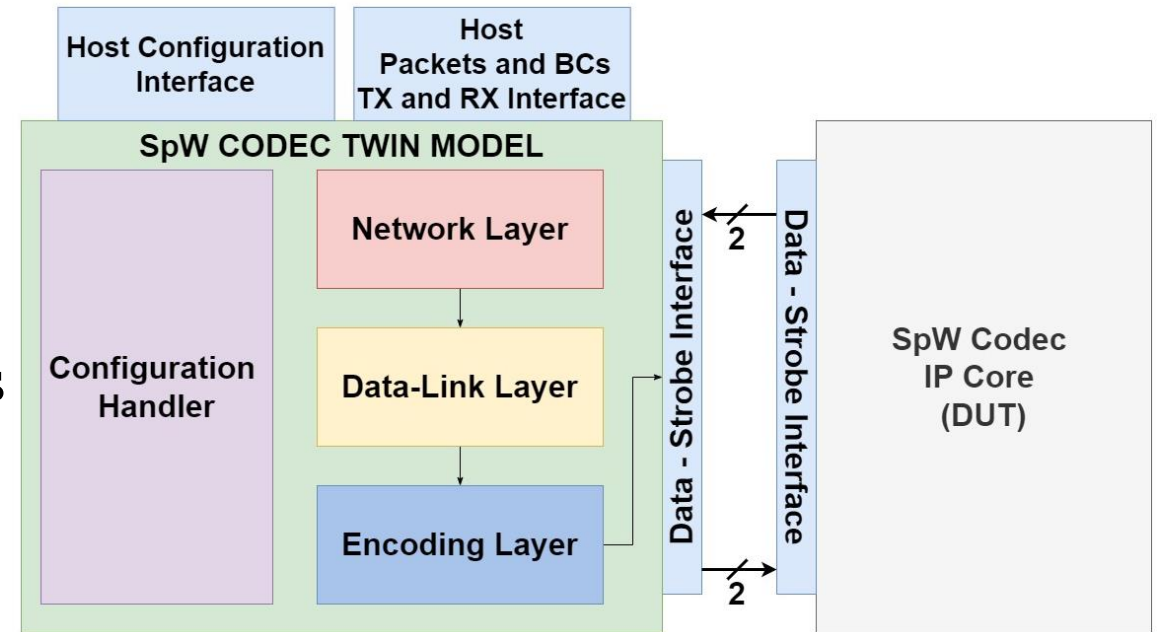 Host Configuration
Interface
Host
Packets and BCs
TX and RX Interface
SpW CODEC TWIN MODEL
Configuration
Handler
Network Layer
Data-Link Layer
Encoding Layer
Data - Strobe Interface
2
2
Data - Strobe Interface
SpW Codec
IP Core
(DUT)
s